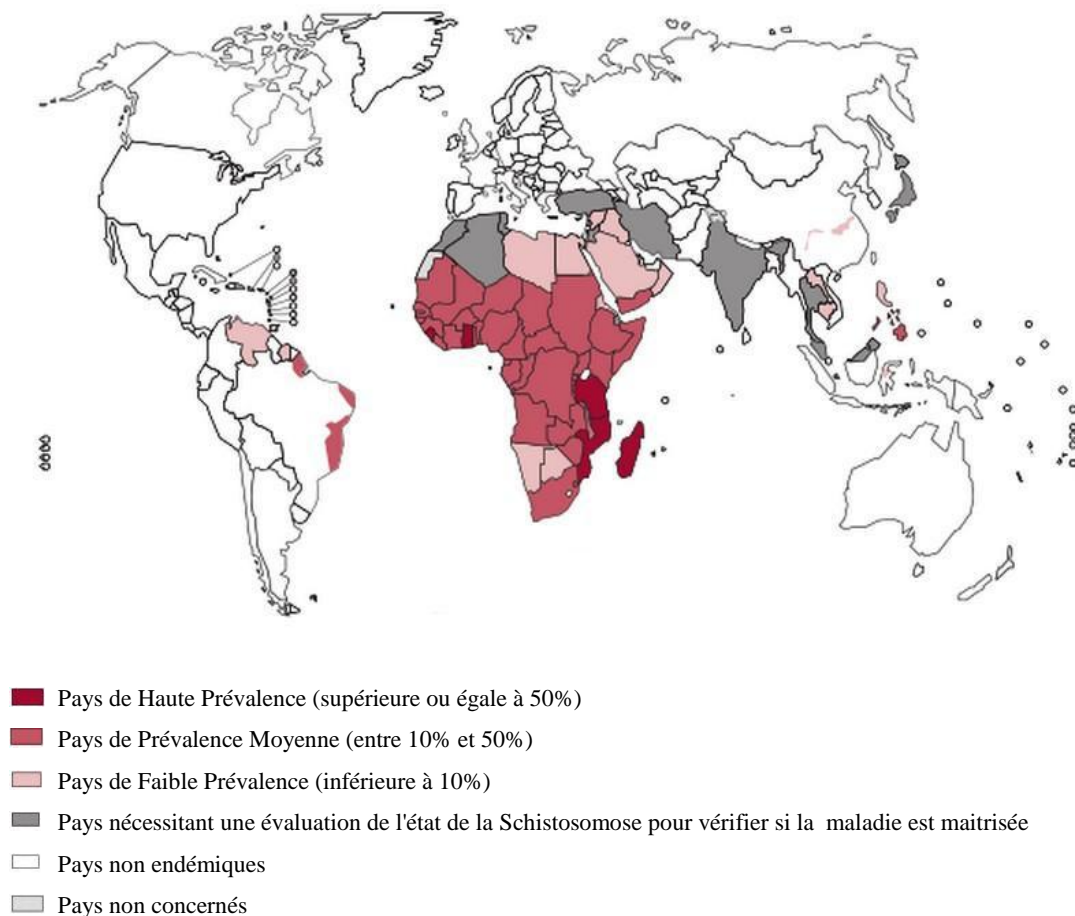 Pays de Haute Prévalence (supérieure ou égale à 50%)
Pays de Prévalence Moyenne (entre 10% et 50%)
Pays de Faible Prévalence (inférieure à 10%)
Pays nécessitant une évaluation de l'état de la Schistosomose pour vérifier si la maladie est maitrisée
Pays non endémiques
Pays non concernés